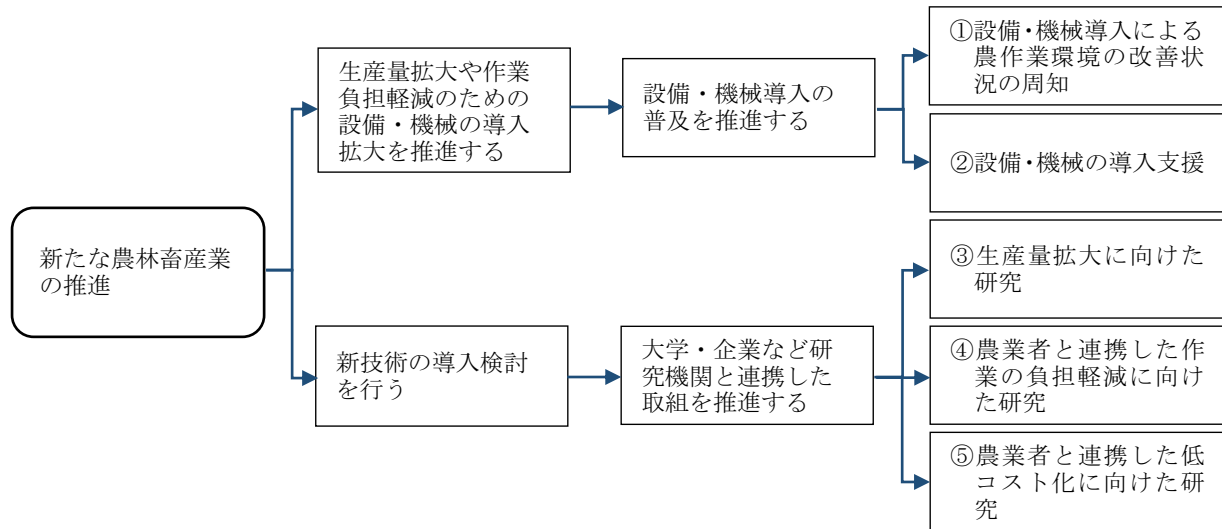 新たな農林畜産業
の推進
生産量拡大や作業
負担軽減のための
設備・機械の導入
拡大を推進する
設備・機械導入の
普及を推進する
①設備・機械導入による
農作業環境の改善状
況の周知
②設備・機械の導入支援
新技術の導入検討
を行う
大学・企業など研
究機関と連携した
取組を推進する
③生産量拡大に向けた
研究
④農業者と連携した作
業の負担軽減に向け
た研究
⑤農業者と連携した低
コスト化に向けた研
究